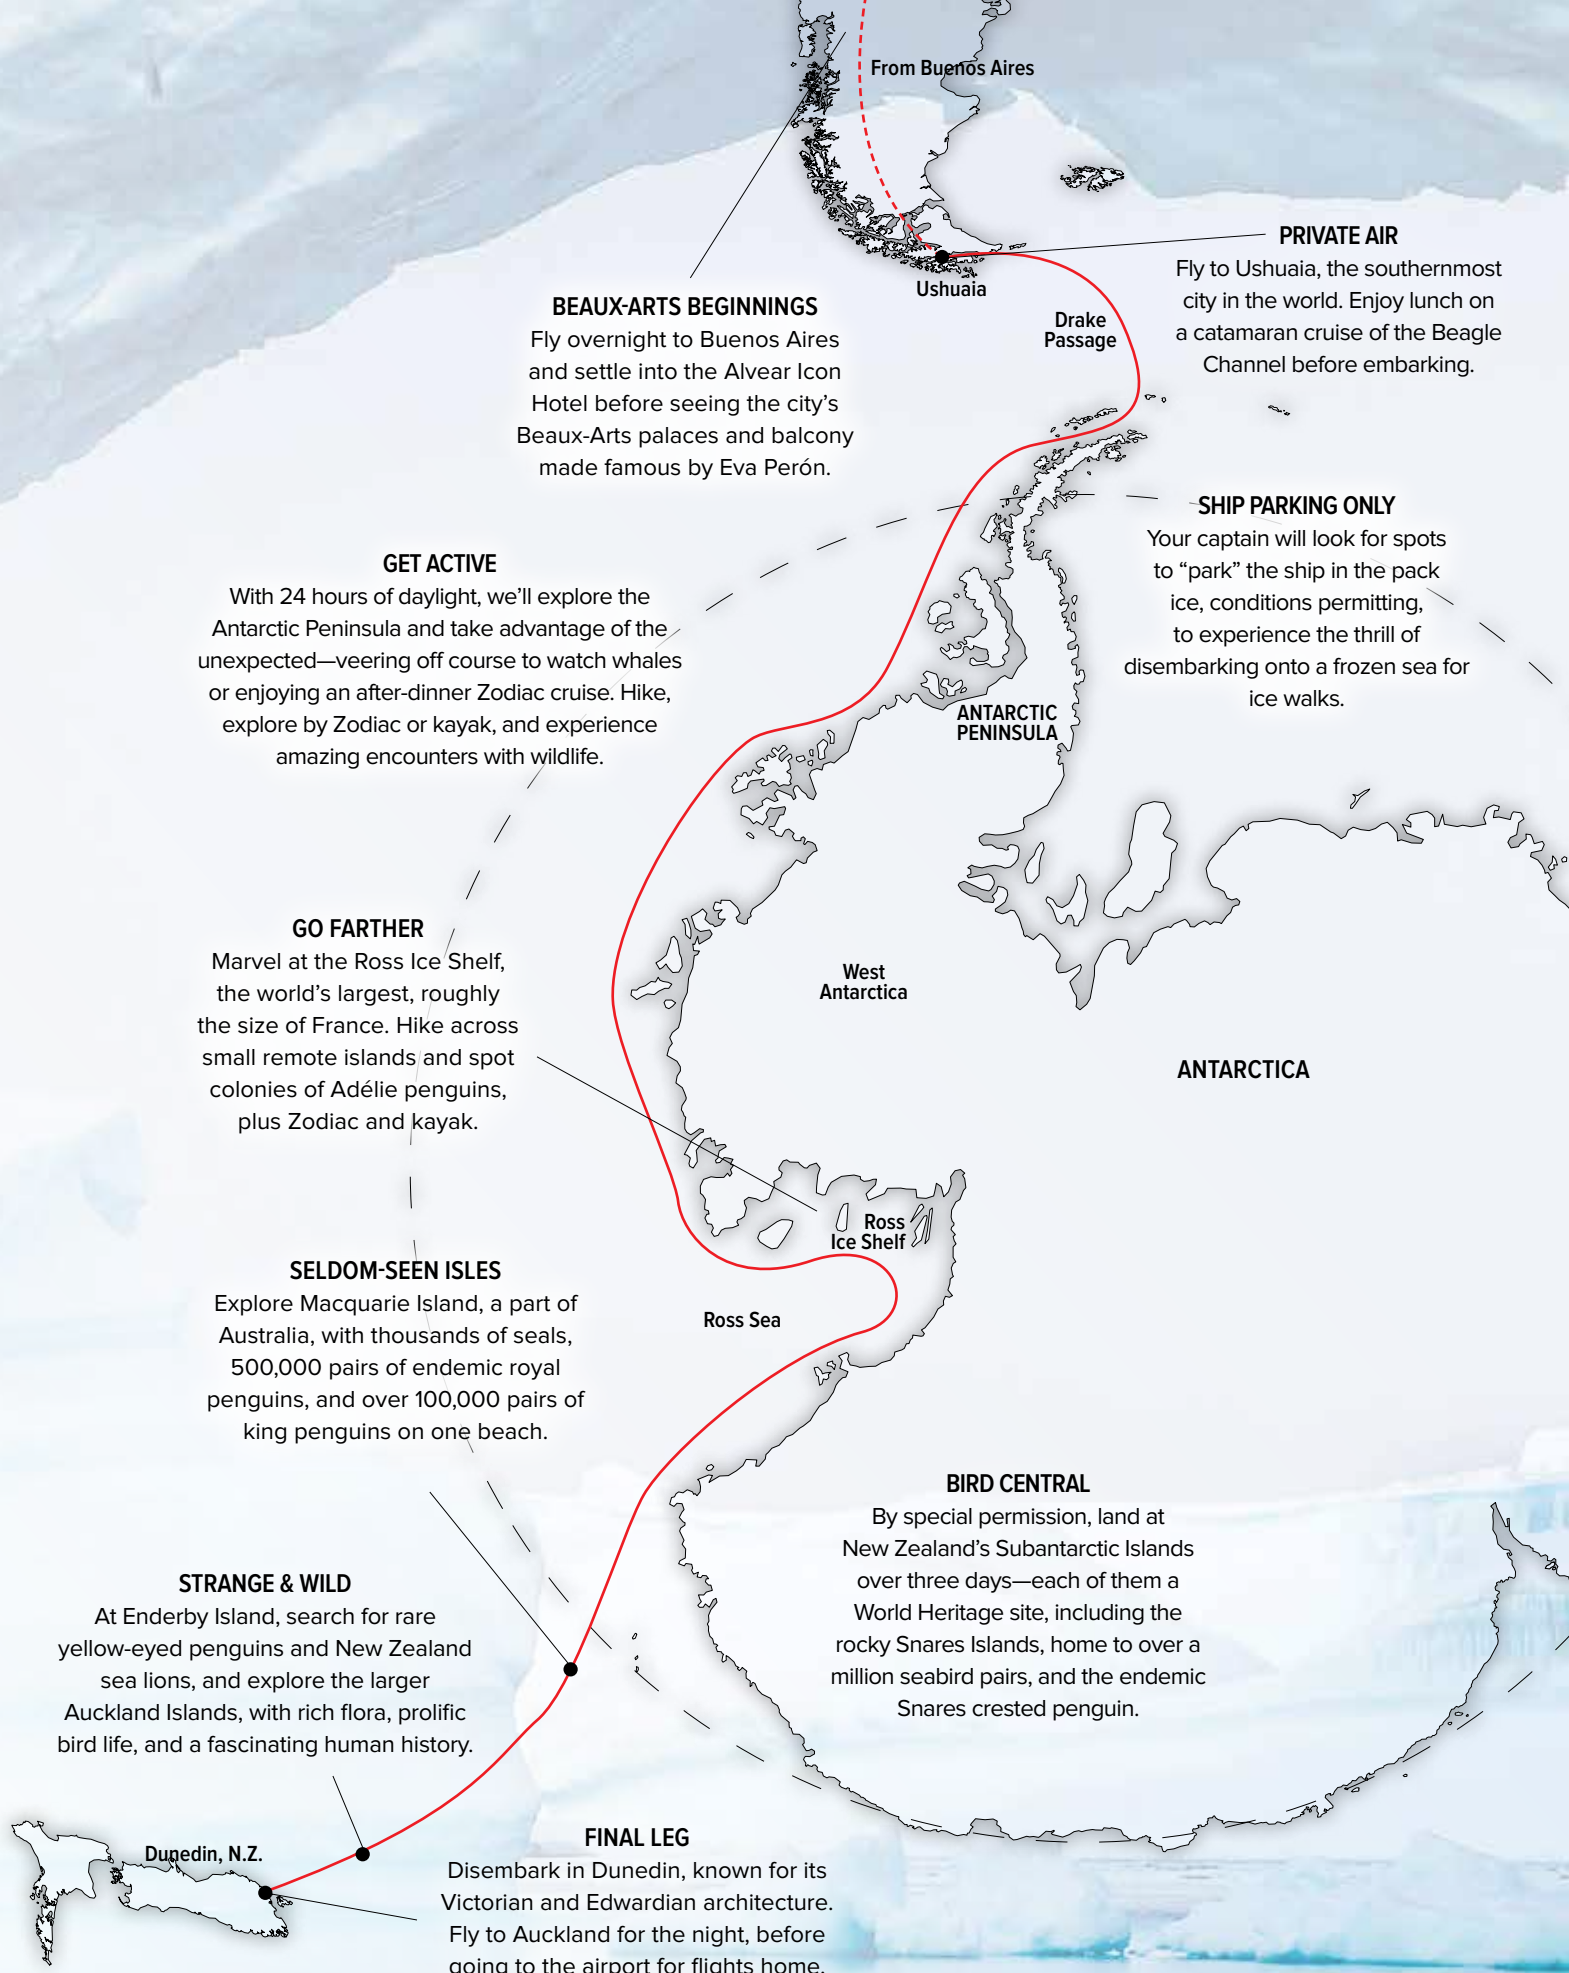 From Buenos Aires
PRIVATE AIR
Fly to Ushuaia, the southernmost
city in the world. Enjoy lunch on
a catamaran cruise of the Beagle
Channel before embarking.
Ushuaia
Drake
Passage
BEAUX-ARTS BEGINNINGS
Fly overnight to Buenos Aires
and settle into the Alvear Icon
Hotel before seeing the city’s
Beaux-Arts palaces and balcony
made famous by Eva Perón.
SHIP PARKING ONLY
Your captain will look for spots
to “park” the ship in the pack
ice, conditions permitting,
to experience the thrill of
disembarking onto a frozen sea for
ice walks.
GET ACTIVE
With 24 hours of daylight, we’ll explore the
Antarctic Peninsula and take advantage of the
unexpected—veering off course to watch whales
or enjoying an after-dinner Zodiac cruise. Hike,
explore by Zodiac or kayak, and experience
amazing encounters with wildlife.
ANTARCTIC
PENINSULA
GO FARTHER
Marvel at the Ross Ice Shelf,
the world’s largest, roughly
the size of France. Hike across
small remote islands and spot
colonies of Adélie penguins,
plus Zodiac and kayak.
West
Antarctica
ANTARCTICA
Ross
Ice Shelf
Ross Sea
SELDOM-SEEN ISLES
Explore Macquarie Island, a part of
Australia, with thousands of seals,
500,000 pairs of endemic royal
penguins, and over 100,000 pairs of
king penguins on one beach.
BIRD CENTRAL
By special permission, land at
New Zealand’s Subantarctic Islands
over three days—each of them a
World Heritage site, including the
rocky Snares Islands, home to over a
million seabird pairs, and the endemic
Snares crested penguin.
STRANGE & WILD
At Enderby Island, search for rare
yellow-eyed penguins and New Zealand
sea lions, and explore the larger
Auckland Islands, with rich flora, prolific
bird life, and a fascinating human history.
Dunedin, N.Z.
FINAL LEG
Disembark in Dunedin, known for its
Victorian and Edwardian architecture.
Fly to Auckland for the night, before
going to the airport for flights home.